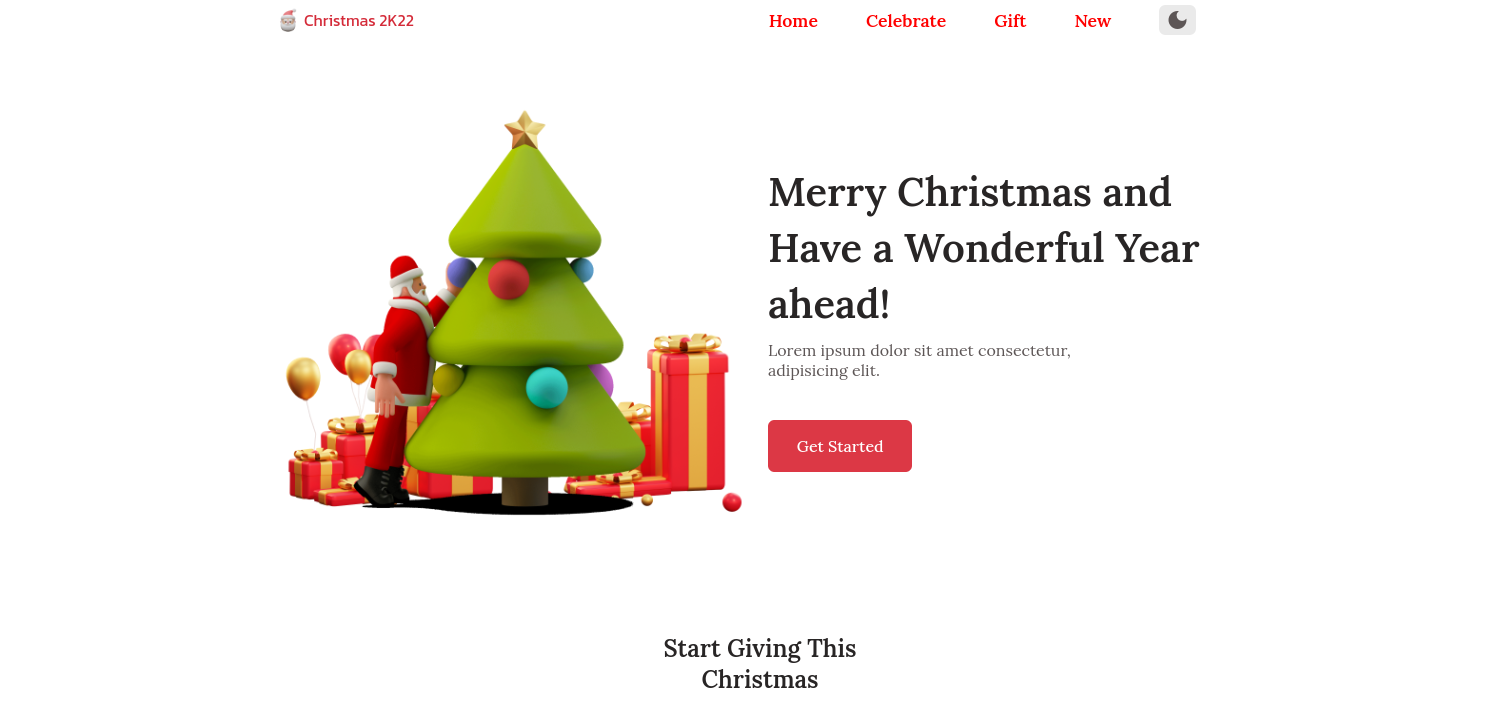 Christmas 2K22
Home
Celebrate
Gift
New
Merry Christmas and
Have a Wonderful Year
ahead!
Lorem ipsum dolor sit amet consectetur,
adipisicing elit.
Get Started
Start Giving This
Christmas